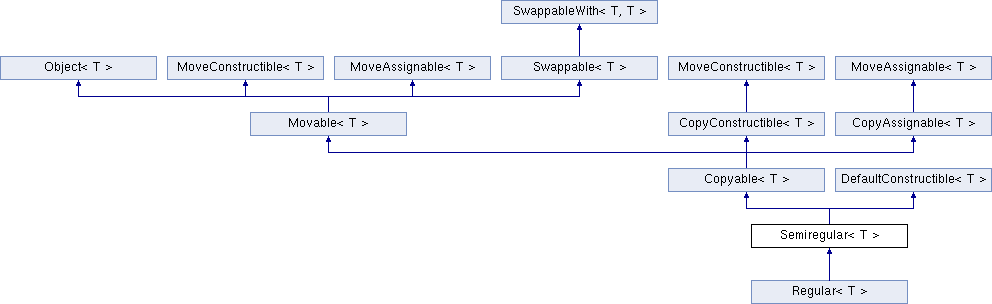 SwappableWith< T, T >
Object< T >
MoveConstructible< T >
MoveAssignable< T >
Swappable< T >
MoveConstructible< T >
MoveAssignable< T >
Movable< T >
CopyConstructible< T >
CopyAssignable< T >
Copyable< T >
DefaultConstructible< T >
Semiregular< T >
Regular< T >